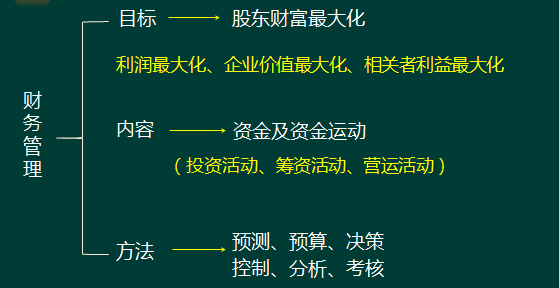 财务管理
目标 股东财富最大化
利润最大化、企业价值最大化、相关者利益最大化
内容 资金及资金运动
（投资活动、筹资活动、营运活动）
方法 预测、预算、决策
控制、分析、考核